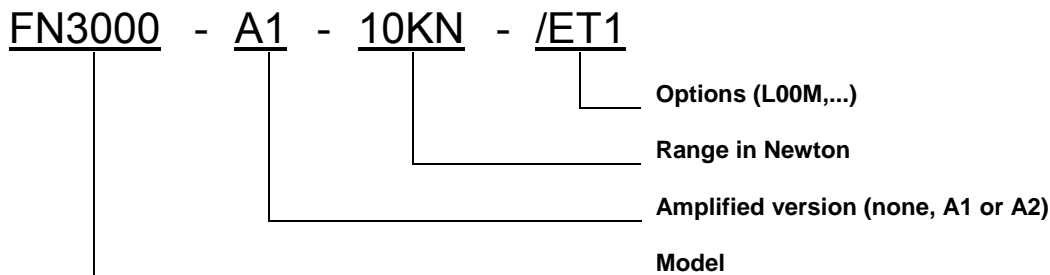 FN3000 - A1 - 10KN - /ET1
Options (L00M,...)
Range in Newton
Amplified version (none, A1 or A2)
Model